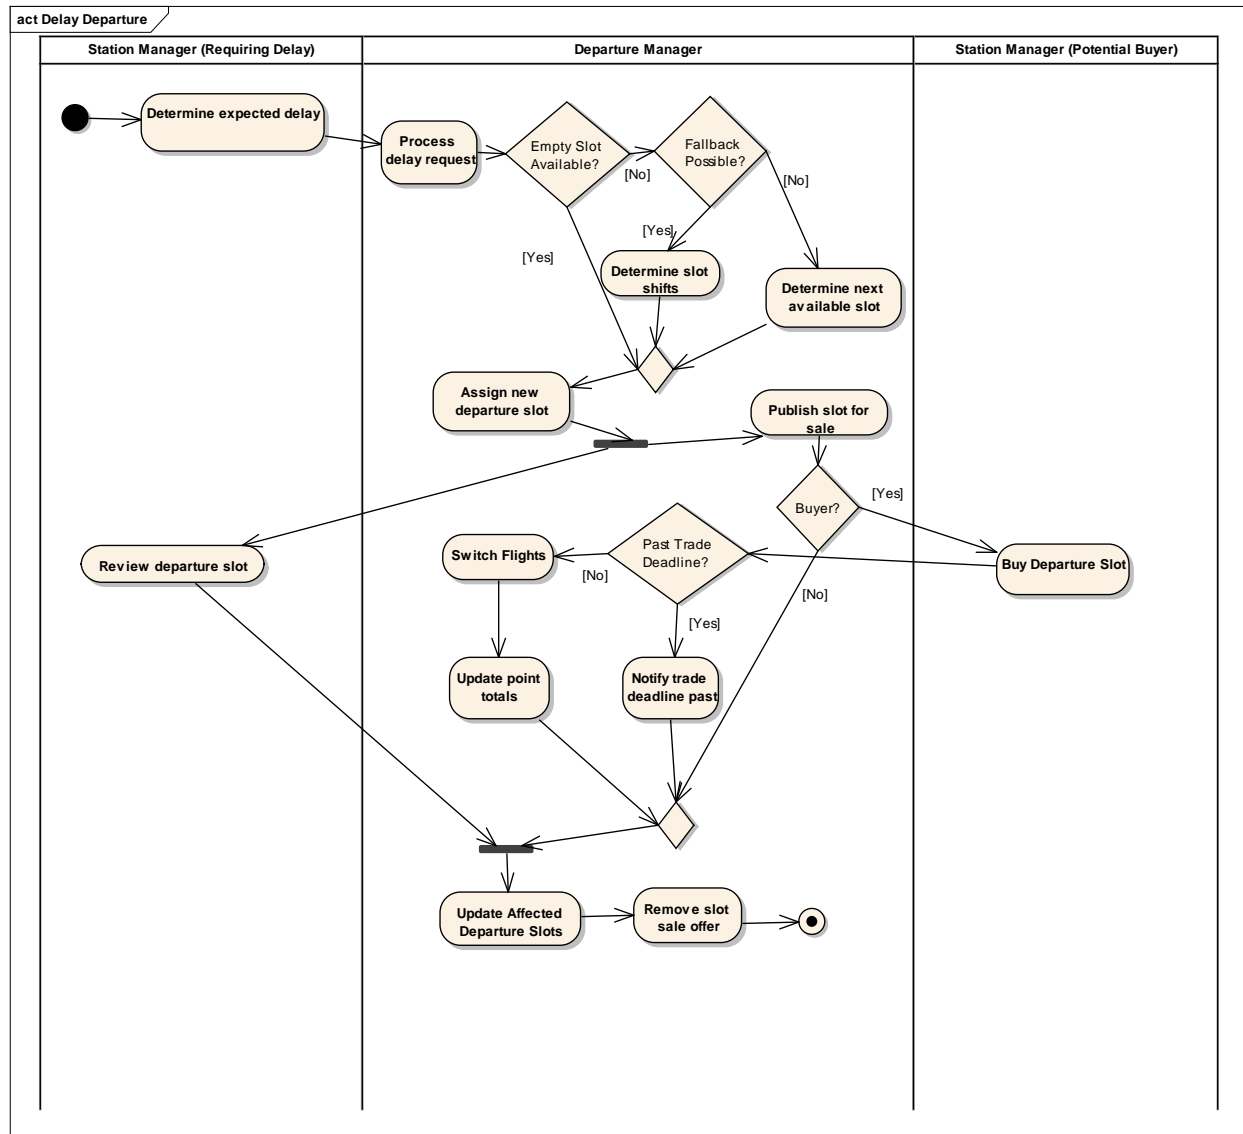 act Delay Departure
Station Manager (Requiring Delay)
Departure Manager
Station Manager (Potential Buyer)
Determine expected delay
Process
delay request
Empty Slot
Available?
[No]
Fallback
Possible?
[No]
[Yes]
[Yes]
Determine slot
shifts
Determine next
available slot
Assign new
departure slot
Publish slot for
sale
Buyer?
[Yes]
[No]
Review departure slot
Switch Flights
Past Trade
Deadline?
[No]
[Yes]
Buy Departure Slot
Update point
totals
Notify trade
deadline past
Update Affected
Departure Slots
Remove slot
sale offer